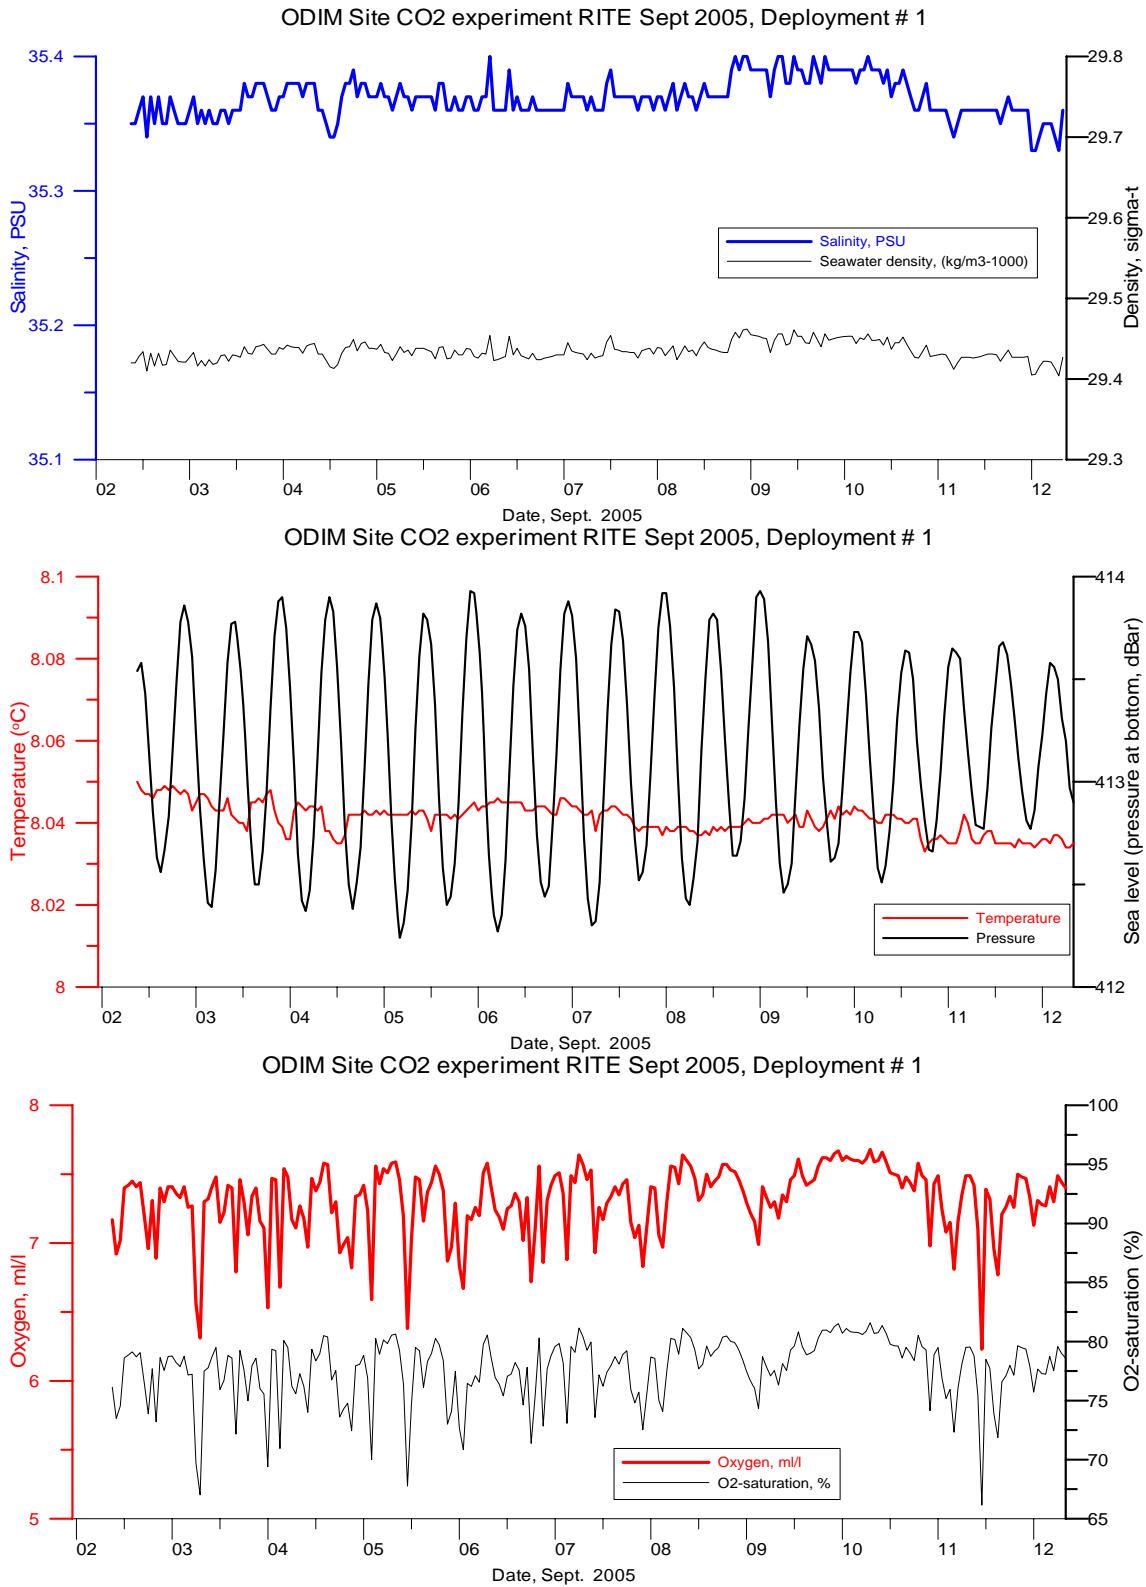 ODIM Site CO2 experiment RITE Sept 2005, Deployment # 1
35.4
35.3
35.2
35.1
Salinity, PSU
29.8
29.7
29.6
29.5
29.4
29.3
Density, sigma-t
Salinity, PSU
Seawater density, (kg/m3-1000)
02 03 04 05 06 07 08 09 10 11 12
Date, Sept. 2005
ODIM Site CO2 experiment RITE Sept 2005, Deployment # 1
8.1
8.08
8.06
8.04
8.02
8
Temperature (oC)
414
413
412
Sea level (pressure at bottom, dBar)
Temperature
Pressure
02 03 04 05 06 07 08 09 10 11 12
Date, Sept. 2005
ODIM Site CO2 experiment RITE Sept 2005, Deployment # 1
8
7
6
5
Oxygen, ml/l
100
95
90
85
80
75
70
65
O2-saturation (%)
Oxygen, ml/l
O2-saturation, %
02 03 04 05 06 07 08 09 10 11 12
Date, Sept. 2005